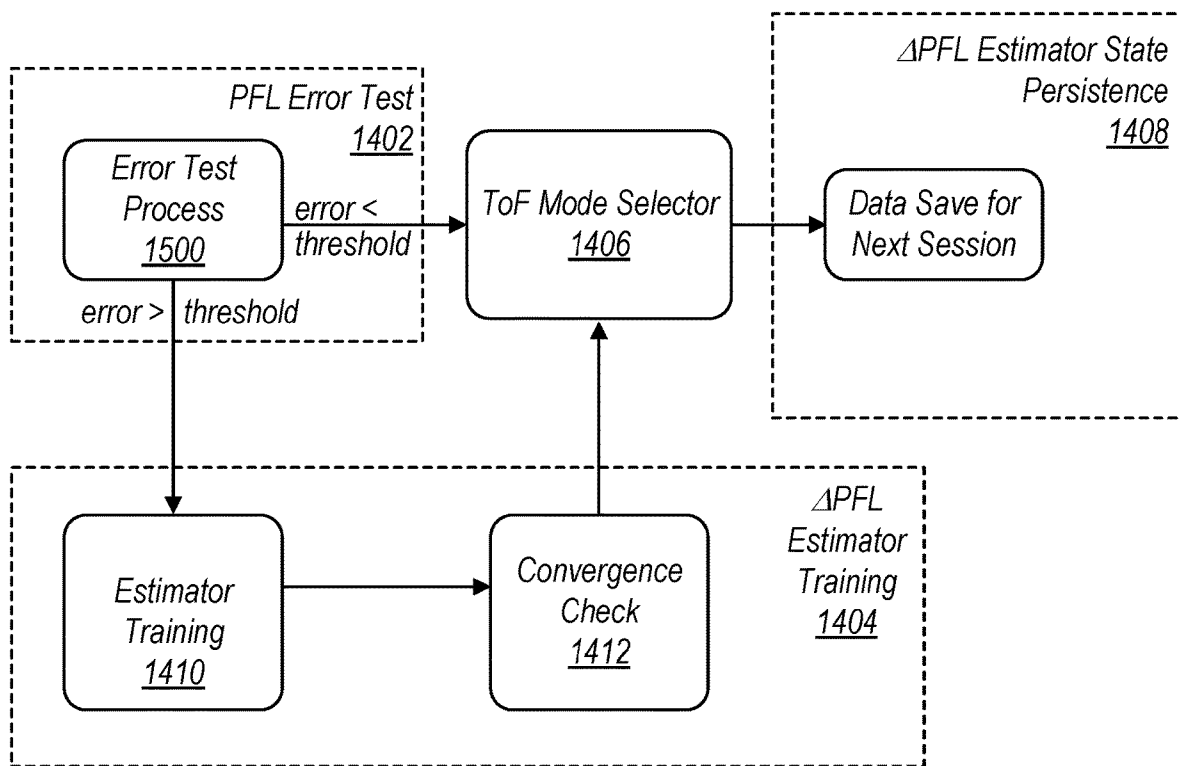 PFL Error Test
1402
Error Test
Process
1500
error <
threshold
error > threshold
ToF Mode Selector
1406
ΔPFL Estimator State
Persistence
1408
Data Save for
Next Session
Estimator
Training
1410
Convergence
Check
1412
ΔPFL
Estimator
Training
1404